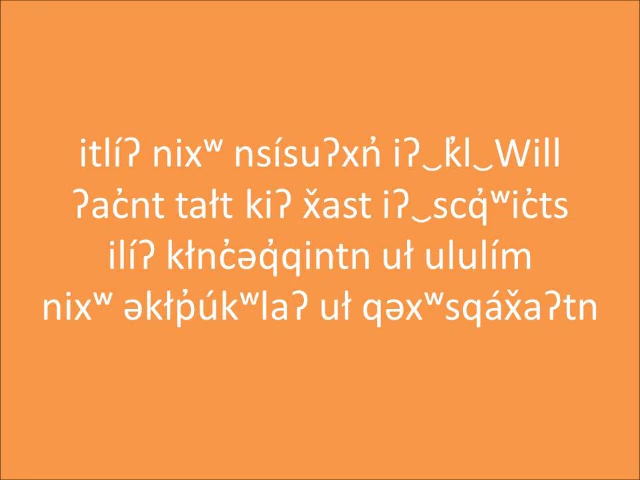 itlíʔ nixʷ nsísuʔxn̓ iʔ‿k̓l‿Will
ʔac̓nt tałt kiʔ x̌ast iʔ‿scq̓ʷic̓ts
ilíʔ kłnc̓əq̓qintn uł ululím
nixʷ əkłp̓úkʷlaʔ uł qəxʷsqáx̌aʔtn